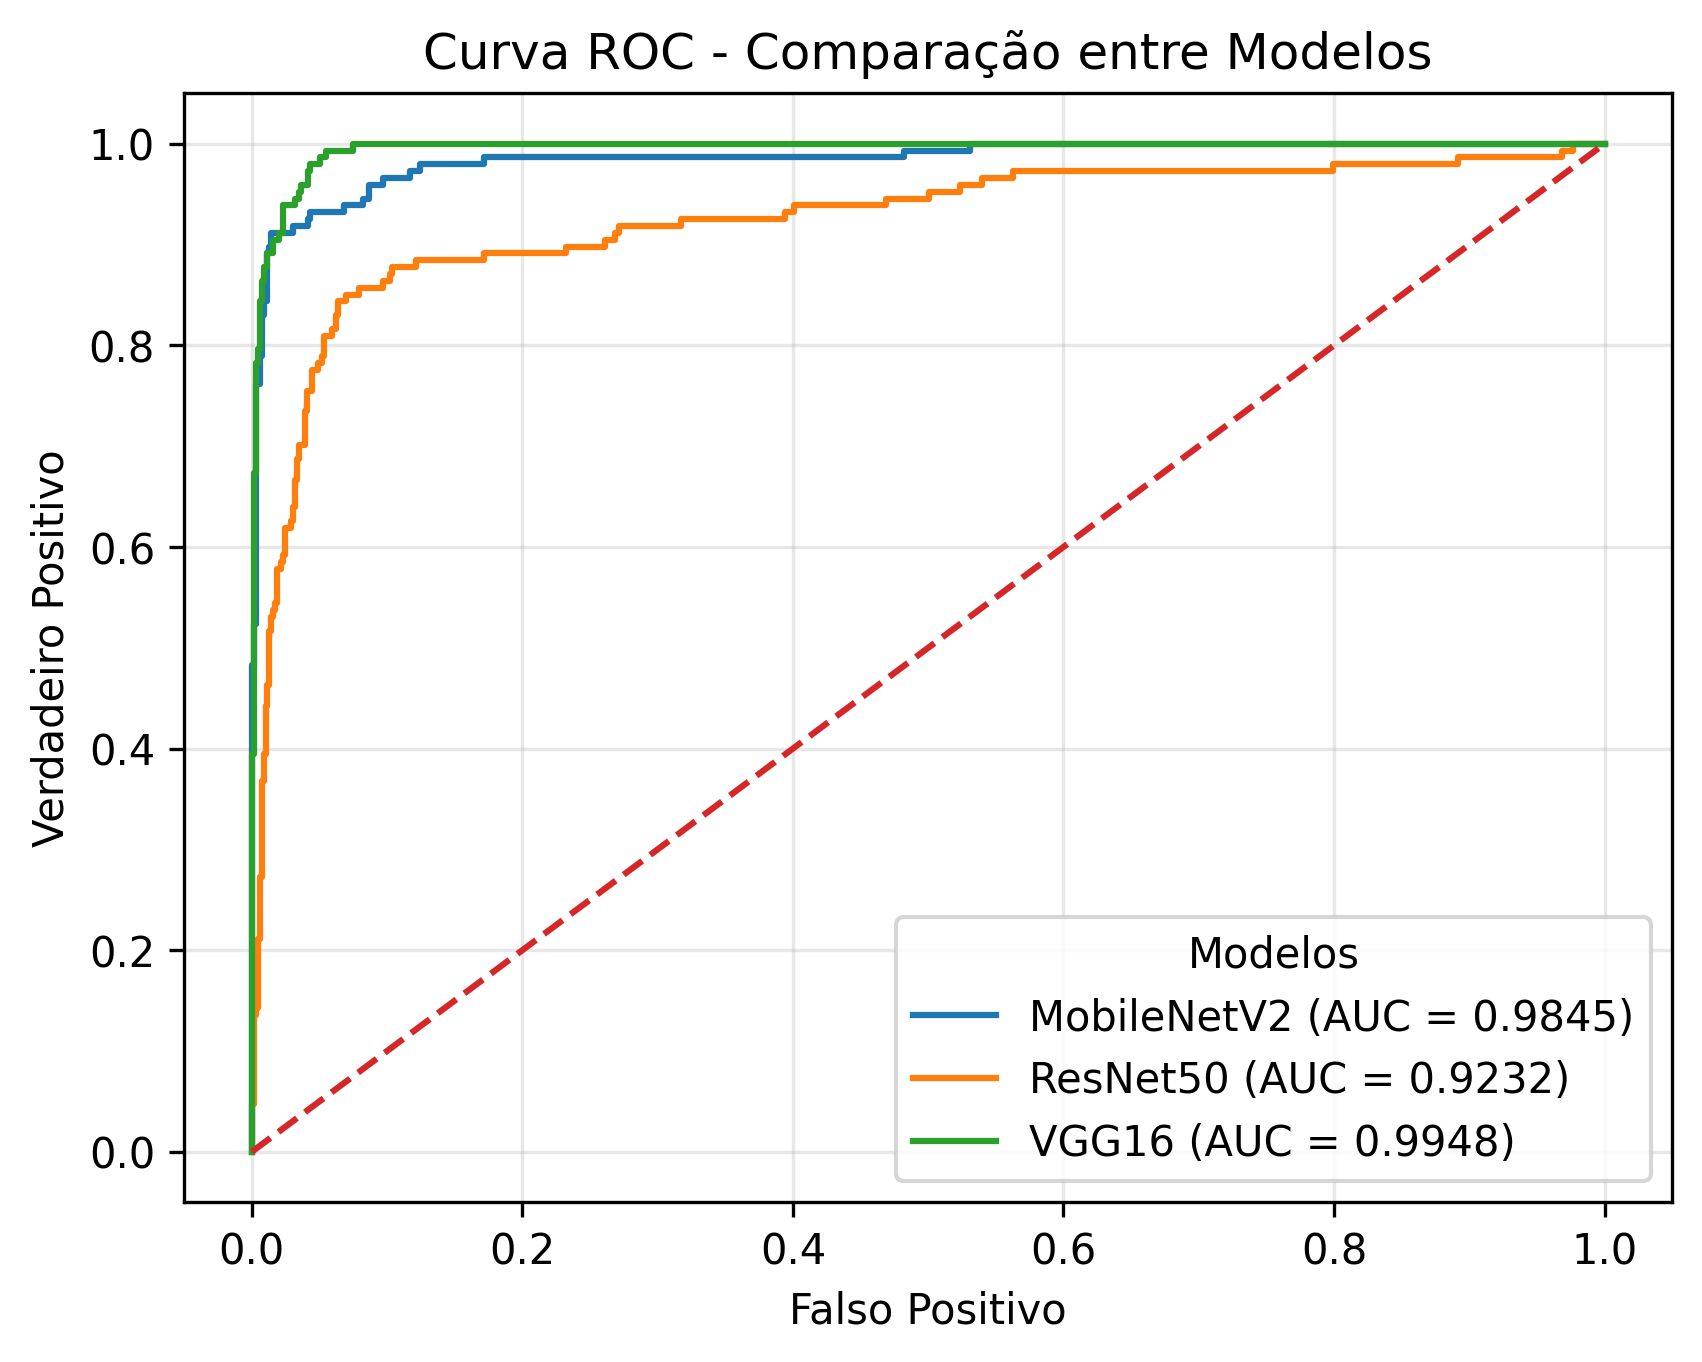 Curva ROC - Comparação entre Modelos
1.0
0.8
0.6
0.4
0.2
0.0
Verdadeiro Positivo
Modelos
MobileNetV2 (AUC = 0.9845)
ResNet50 (AUC = 0.9232)
VGG16 (AUC = 0.9948)
0.0 0.2 0.4 0.6 0.8 1.0
Falso Positivo